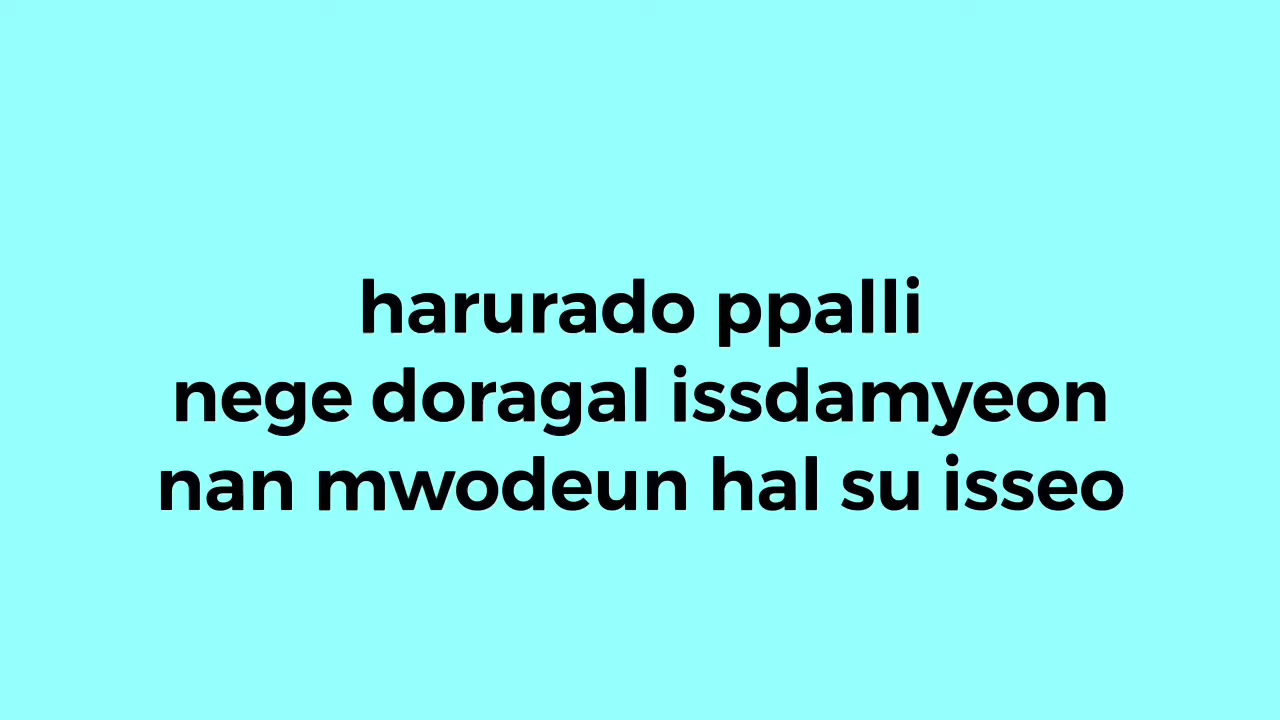 harurado ppalli
nege doragal issdamyeon
nan mwodeun hal su isseo